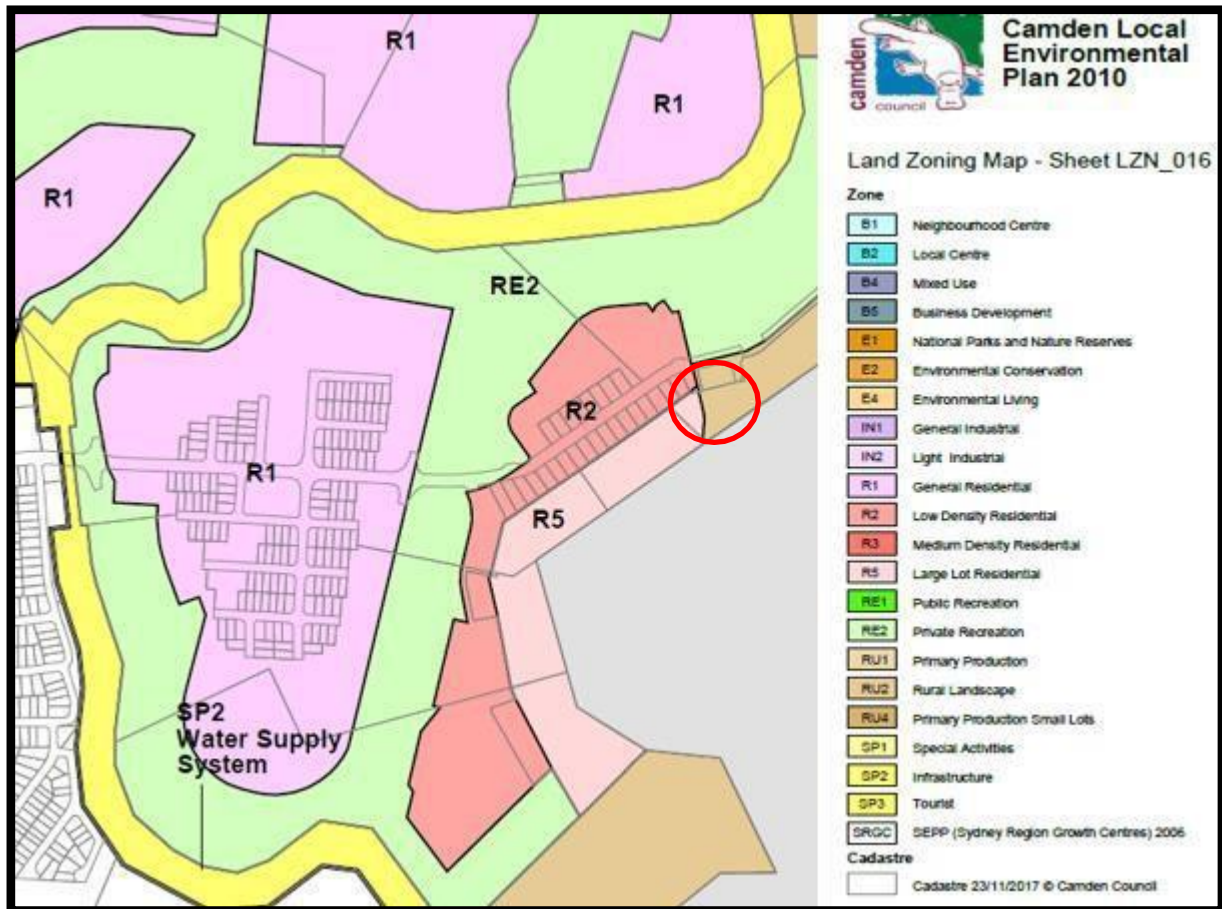 R1
R1
R1
RE2
R2
R1
R5
SP2
Water Supply
System
camden
council
Camden Local
Environmental
Plan 2010
Land Zoning Map - Sheet LZN_016
Zone
B1 Neighbourhood Centre
B2 Local Centre
B4 Mixed Use
B5 Business Development
E1 National Parks and Nature Reserves
E2 Environmental Conservation
E4 Environmental Living
IN1 General Industrial
IN2 Light Industrial
R1 General Residential
R2 Low Density Residential
R3 Medium Density Residential
R5 Large Lot Residential
RE1 Public Recreation
RE2 Private Recreation
RU1 Primary Production
RU2 Rural Landscape
RU4 Primary Production Small Lots
SP1 Special Activities
SP2 Infrastructure
SP3 Tourist
SRGC SEPP (Sydney Region Growth Centres) 2006
Cadastre
Cadastre 23/11/2017 © Camden Council